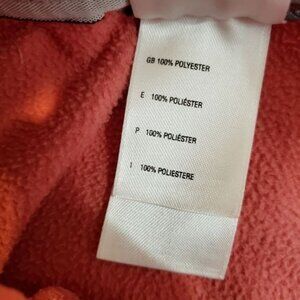 GB 100% POLYESTER
E 100% POLIÉSTER
P 100% POLIÉSTER
I 100% POLIESTERE